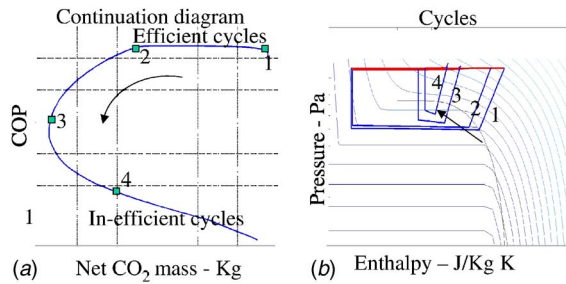 Continuation diagram
Efficient cycles
2
1
COP
3
4
1
In-efficient cycles
(a)
Net CO2 mass - Kg
Cycles
4
3
2
1
Pressure - Pa
(b)
Enthalpy – J/Kg K